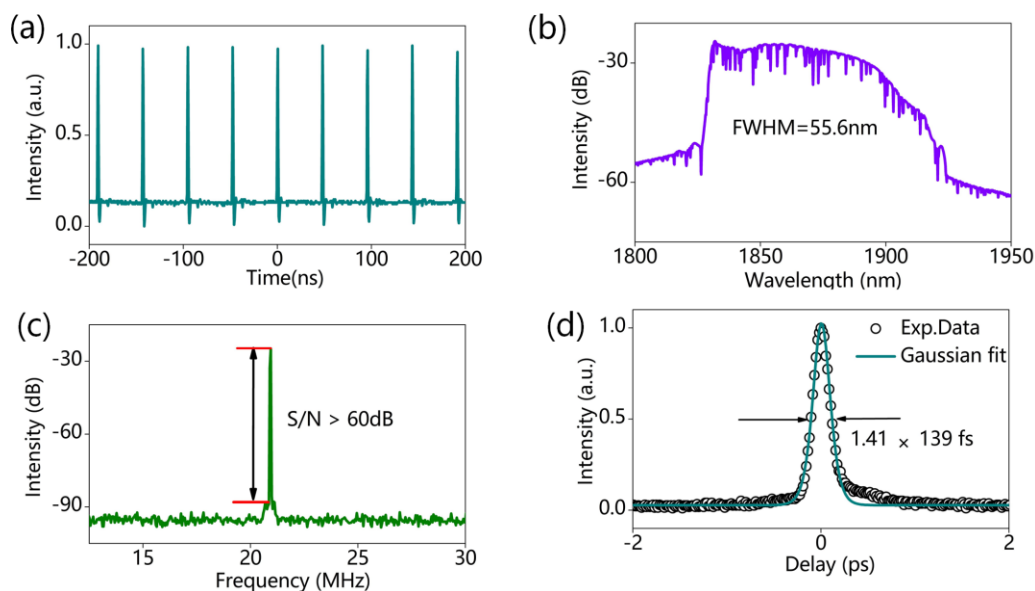 (a)
1.0
0.5
0.0
Intensity (a.u.)
-200
-100
0
100
200
Time(ns)
(b)
-30
-60
Intensity (dB)
FWHM=55.6nm
1800
1850
1900
1950
Wavelength (nm)
(c)
-30
-60
-90
Intensity (dB)
S/N > 60dB
15
20
25
30
Frequency (MHz)
(d)
1.0
0.5
0.0
Intensity (a.u.)
Exp.Data
Gaussian fit
1.41 × 139 fs
-2
0
2
Delay (ps)